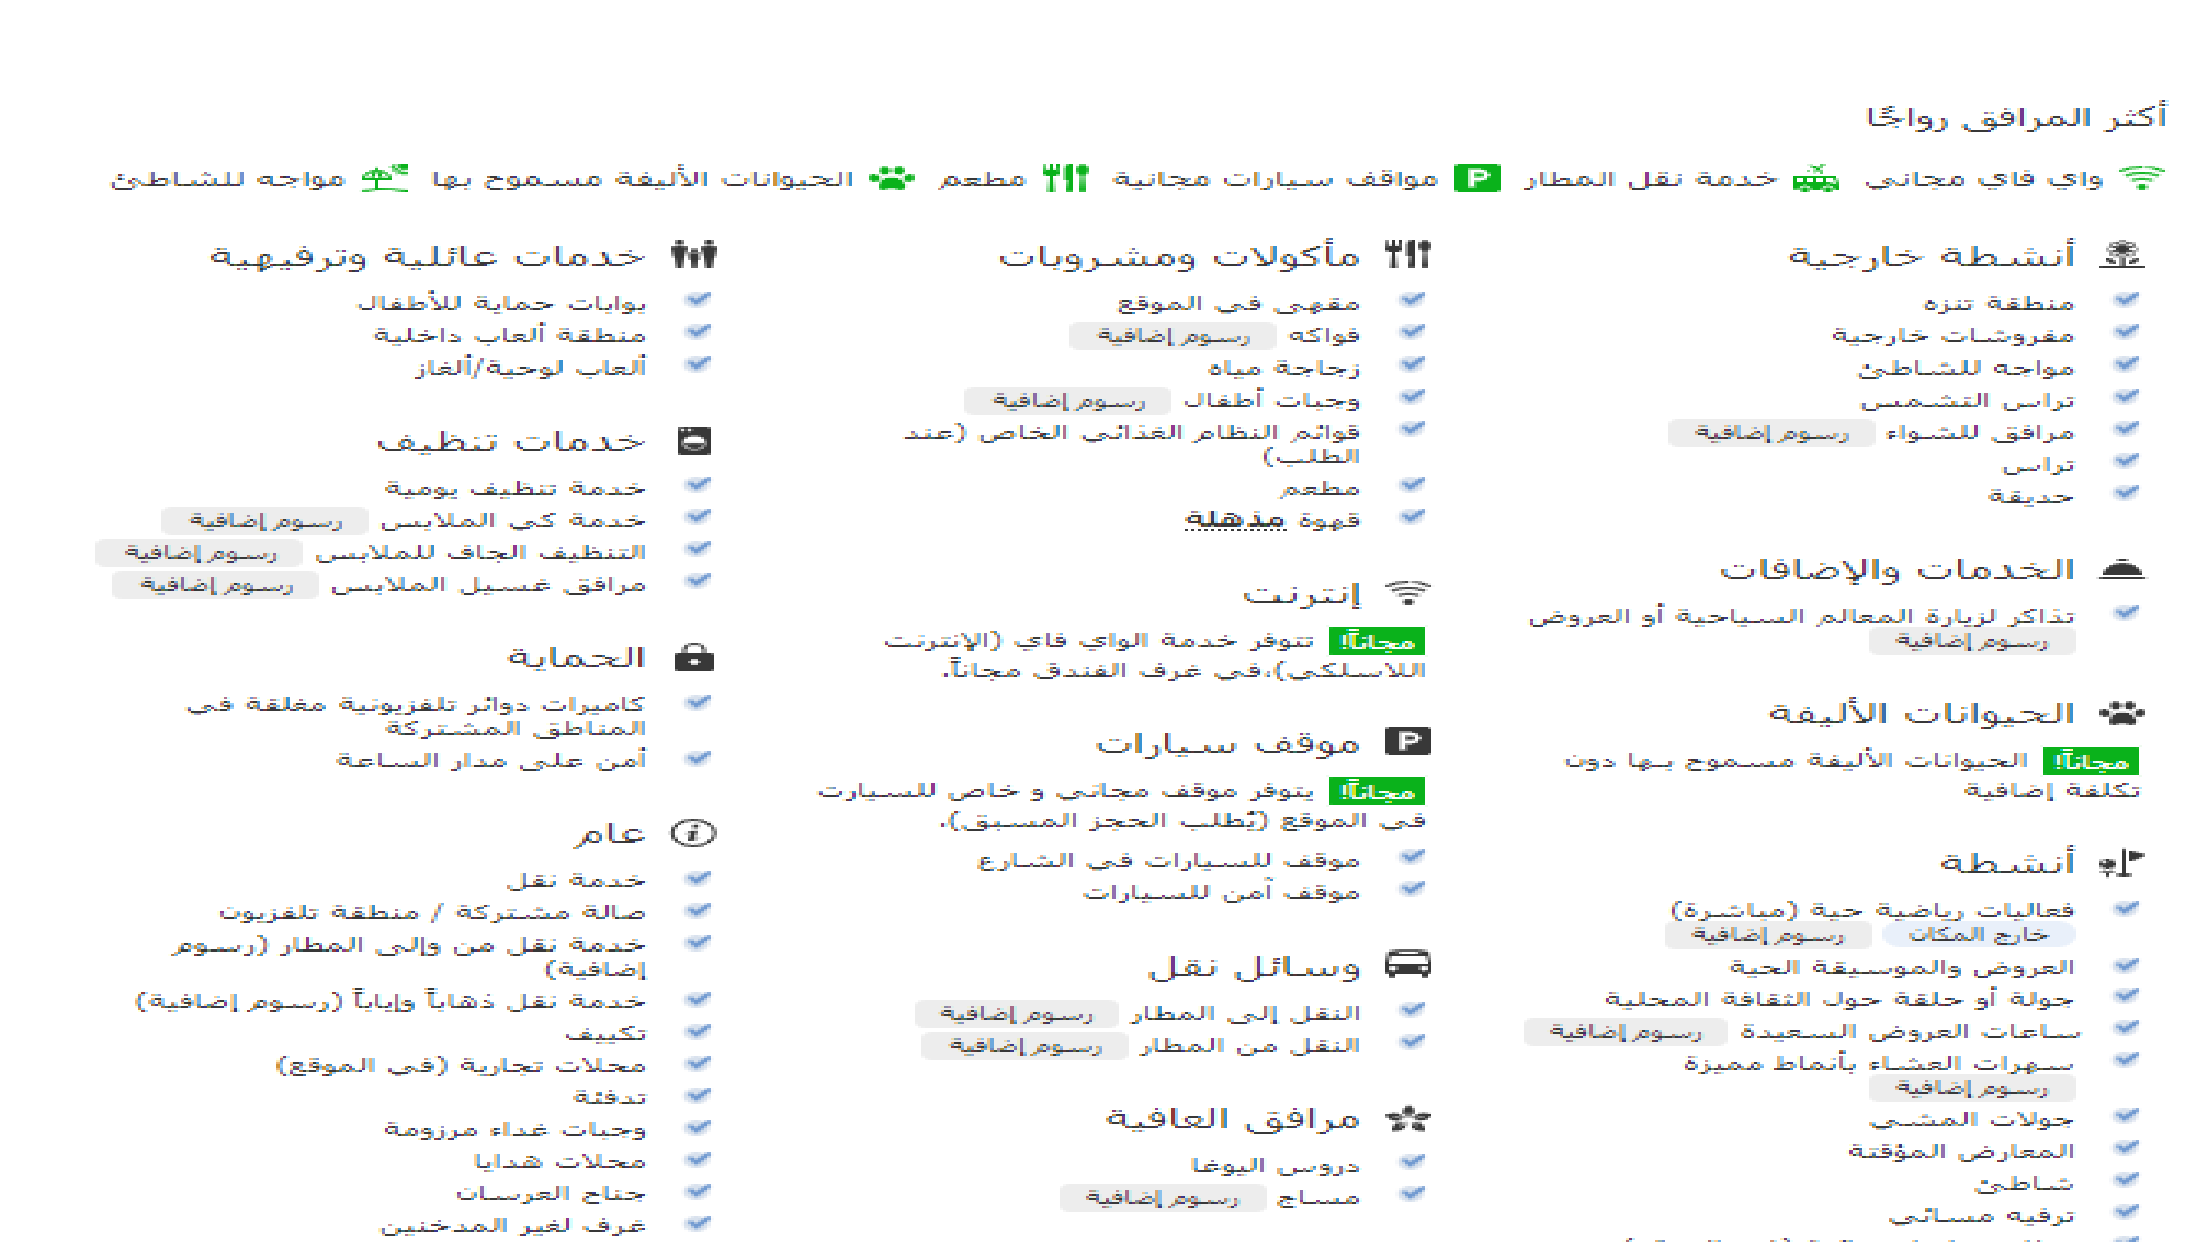 أكثر المرافق رواجًا
واي فاي مجاني خدمة نقل المطار مواقف سيارات مجانية مطعم الحيوانات الأليفة مسموح بها مواجه للشاطئ
أنشطة خارجية
منطقة تنزه
مفروشات خارجية
مواجه للشاطئ
تراس التشمس
مرافق للشواء رسوم إضافية
تراس
حديقة
الخدمات والإضافات
تذاكر لزيارة المعالم السياحية أو العروض
رسوم إضافية
الحيوانات الأليفة
مجاناً! الحيوانات الأليفة مسموح بها دون
تكلفة إضافية
أنشطة
فعاليات رياضية حية (مباشرة)
خارج المكان رسوم إضافية
العروض والموسيقة الحية
جولة أو حلقة حول الثقافة المحلية
ساعات العروض السعيدة رسوم إضافية
سهرات العشاء بأنماط مميزة
رسوم إضافية
جولات المشي
المعارض المؤقتة
شاطئ
ترفيه مسائي
مأكولات ومشروبات
مقهى في الموقع
فواكه رسوم إضافية
زجاجة مياه
وجبات أطفال رسوم إضافية
قوائم النظام الغذائي الخاص (عند
الطلب)
مطعم
قهوة مذهلة
إنترنت
مجاناً! تتوفر خدمة الواي فاي (الإنترنت
اللاسلكي)،في غرف الفندق مجاناً.
موقف سيارات
مجاناً! يتوفر موقف مجاني و خاص للسيارت
في الموقع (يُطلب الحجز المسبق).
موقف للسيارات في الشارع
موقف آمن للسيارات
وسائل نقل
النقل إلى المطار رسوم إضافية
النقل من المطار رسوم إضافية
مرافق العافية
دروس اليوغا
مساج رسوم إضافية
خدمات عائلية وترفيهية
بوابات حماية للأطفال
منطقة ألعاب داخلية
ألعاب لوحية/ألغاز
خدمات تنظيف
خدمة تنظيف يومية
خدمة كي الملابس رسوم إضافية
التنظيف الجاف للملابس رسوم إضافية
مرافق غسيل الملابس رسوم إضافية
الحماية
كاميرات دوائر تلفزيونية مغلقة في
المناطق المشتركة
أمن على مدار الساعة
عام
خدمة نقل
صالة مشتركة / منطقة تلفزيون
خدمة نقل من وإلى المطار (رسوم
إضافية)
خدمة نقل ذهاباً وإياباً (رسوم إضافية)
تكييف
محلات تجارية (في الموقع)
تدفئة
وجبات غداء مرزومة
محلات هدايا
جناح العرسان
غرف لغير المدخنين